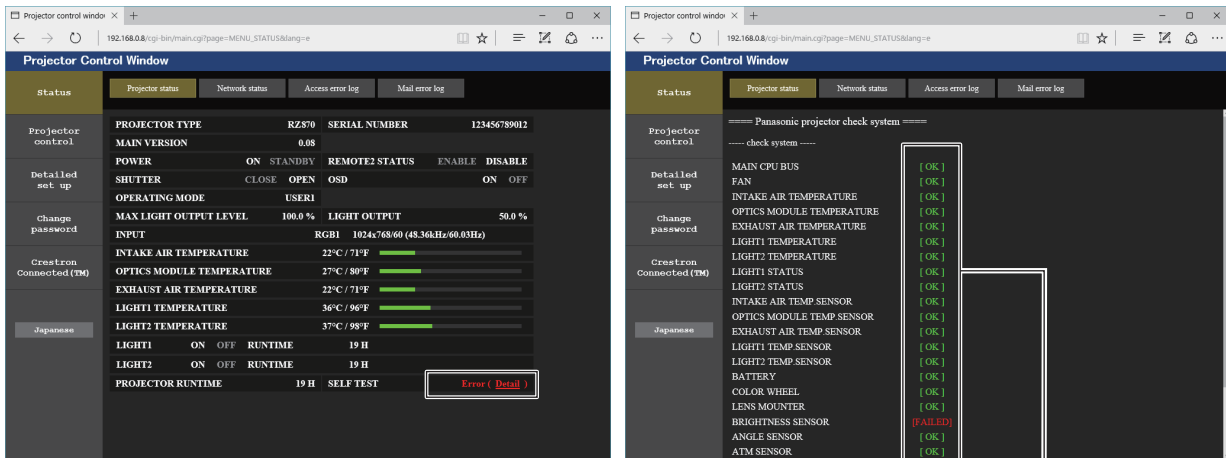 Projector control windov × +
192.168.0.8/cgi-bin/main.cgi?page=MENU_STATUS&lang=e
Projector Control Window
Status
Projector control
Detailed set up
Change password
Crestron Connected(TM)
Japanese
Projector status Network status Access error log Mail error log
PROJECTOR TYPE RZ870 SERIAL NUMBER 123456789012
MAIN VERSION 0.08
POWER ON STANDBY REMOTE2 STATUS ENABLE DISABLE
SHUTTER CLOSE OPEN OSD ON OFF
OPERATING MODE USER1
MAX LIGHT OUTPUT LEVEL 100.0 % LIGHT OUTPUT 50.0 %
INPUT RGB1 1024x768/60 (48.36kHz/60.03Hz)
INTAKE AIR TEMPERATURE 22°C / 71°F
OPTICS MODULE TEMPERATURE 27°C / 80°F
EXHAUST AIR TEMPERATURE 22°C / 71°F
LIGHT1 TEMPERATURE 36°C / 96°F
LIGHT2 TEMPERATURE 37°C / 98°F
LIGHT1 ON OFF RUNTIME 19 H
LIGHT2 ON OFF RUNTIME 19 H
PROJECTOR RUNTIME 19 H SELF TEST Error ( Detail )
Projector control windov × +
192.168.0.8/cgi-bin/main.cgi?page=MENU_STATUS&lang=e
Projector Control Window
Status
Projector control
Detailed set up
Change password
Crestron Connected(TM)
Japanese
Projector status Network status Access error log Mail error log
==== Panasonic projector check system ====
----- check system -----
MAIN CPU BUS [ OK ]
FAN [ OK ]
INTAKE AIR TEMPERATURE [ OK ]
OPTICS MODULE TEMPERATURE [ OK ]
EXHAUST AIR TEMPERATURE [ OK ]
LIGHT1 TEMPERATURE [ OK ]
LIGHT2 TEMPERATURE [ OK ]
LIGHT1 STATUS [ OK ]
LIGHT2 STATUS [ OK ]
INTAKE AIR TEMP.SENSOR [ OK ]
OPTICS MODULE TEMP.SENSOR [ OK ]
EXHAUST AIR TEMP.SENSOR [ OK ]
LIGHT1 TEMP.SENSOR [ OK ]
LIGHT2 TEMP.SENSOR [ OK ]
BATTERY [ OK ]
COLOR WHEEL [ OK ]
LENS MOUNTER [ OK ]
BRIGHTNESS SENSOR [FAILED]
ANGLE SENSOR [ OK ]
ATM SENSOR [ OK ]